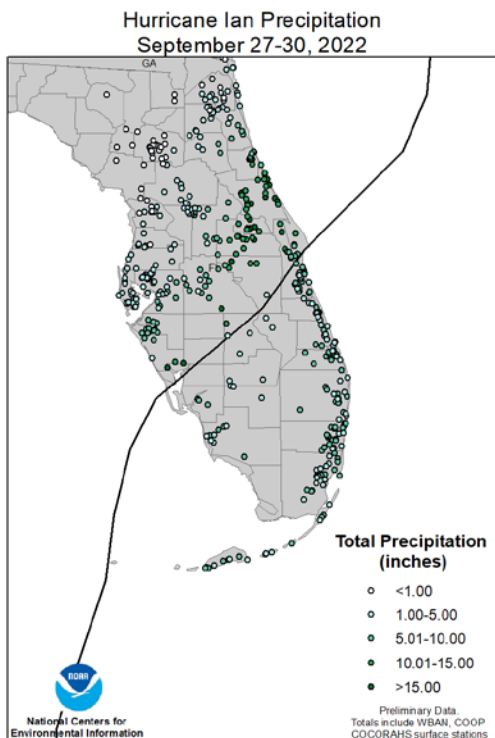 Hurricane Ian Precipitation
September 27-30, 2022
GA
FL
Total Precipitation
(inches)
<1.00
1.00-5.00
5.01-10.00
10.01-15.00
>15.00
NOAA
National Centers for
Environmental Information
Preliminary Data.
Totals include WBAN, COOP
COCORAHS surface stations